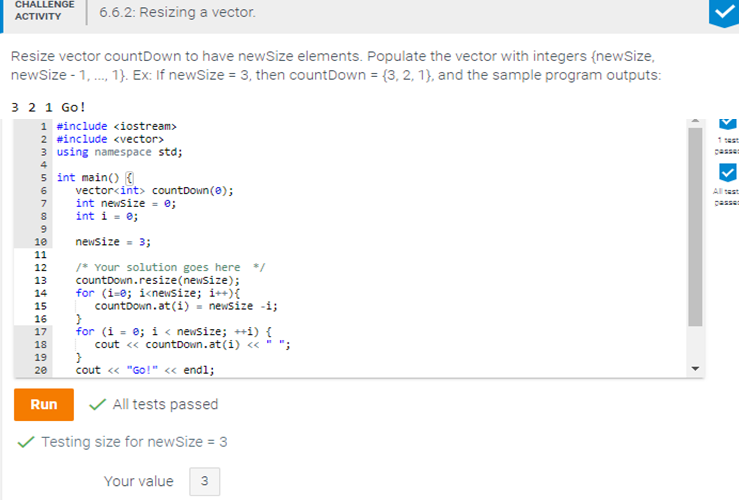 CHALLENGE
ACTIVITY
6.6.2: Resizing a vector.
Resize vector countDown to have newSize elements. Populate the vector with integers {newSize,
newSize - 1, ..., 1}. Ex: If newSize = 3, then countDown = {3, 2, 1}, and the sample program outputs:
3 2 1 Go!
1 #include <iostream>
2 #include <vector>
3 using namespace std;
4
5 int main() {
6 vector<int> countDown(0);
7 int newSize = 0;
8 int i = 0;
9
10 newSize = 3;
11
12 /* Your solution goes here  */
13 countDown.resize(newSize);
14 for (i=0; i<newSize; i++){
15 countDown.at(i) = newSize -i;
16 }
17 for (i = 0; i < newSize; ++i) {
18 cout << countDown.at(i) << " ";
19 }
20 cout << "Go!" << endl;
1 test
passe
All test
passe
Run
All tests passed
Testing size for newSize = 3
Your value 3